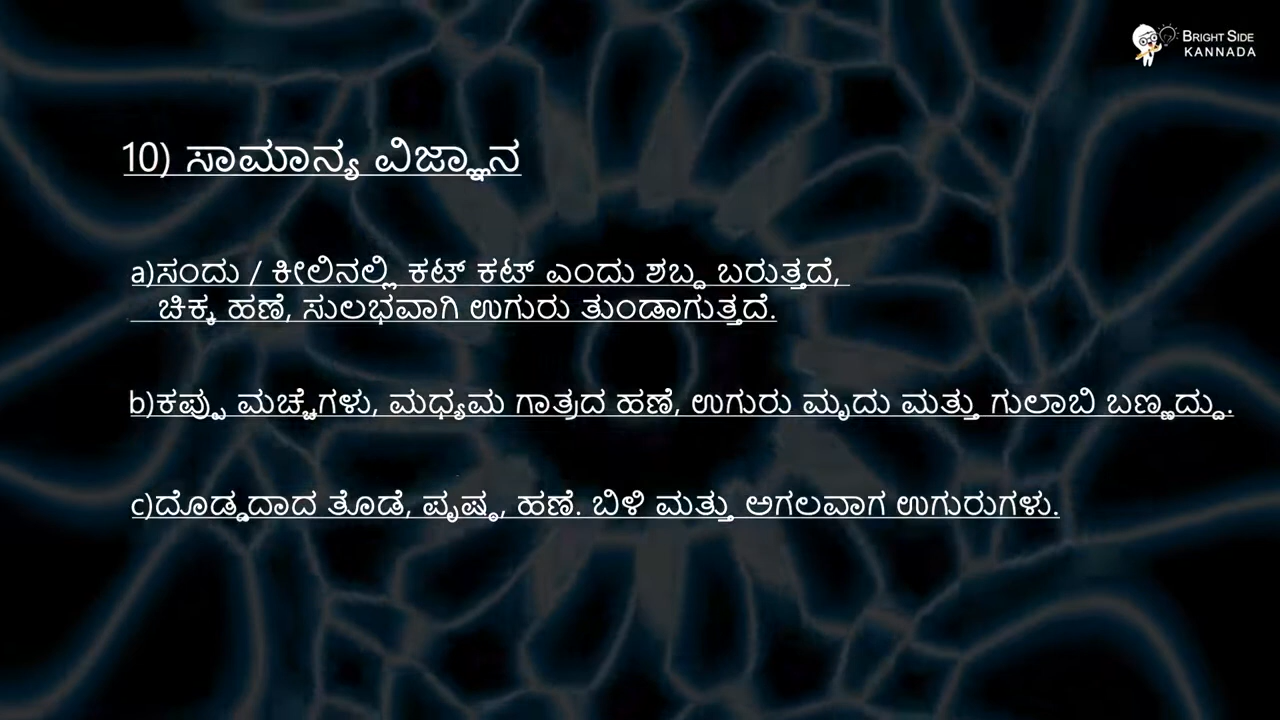 BRIGHT SIDE
KANNADA
10) ಸಾಮಾನ್ಯ ವಿಜ್ಞಾನ
a)ಸಂದು / ಕೀಲಿನಲ್ಲಿ ಕಟ್ ಕಟ್ ಎಂದು ಶಬ್ದ ಬರುತ್ತದೆ,
ಚಿಕ್ಕ ಹಣೆ, ಸುಲಭವಾಗಿ ಉಗುರು ತುಂಡಾಗುತ್ತದೆ.
b)ಕಪ್ಪು ಮಚ್ಚೆಗಳು, ಮಧ್ಯಮ ಗಾತ್ರದ ಹಣೆ, ಉಗುರು ಮೃದು ಮತ್ತು ಗುಲಾಬಿ ಬಣ್ಣದ್ದು.
c)ದೊಡ್ಡದಾದ ತೊಡೆ, ಪೃಷ್ಠ, ಹಣೆ. ಬಿಳಿ ಮತ್ತು ಅಗಲವಾಗ ಉಗುರುಗಳು.